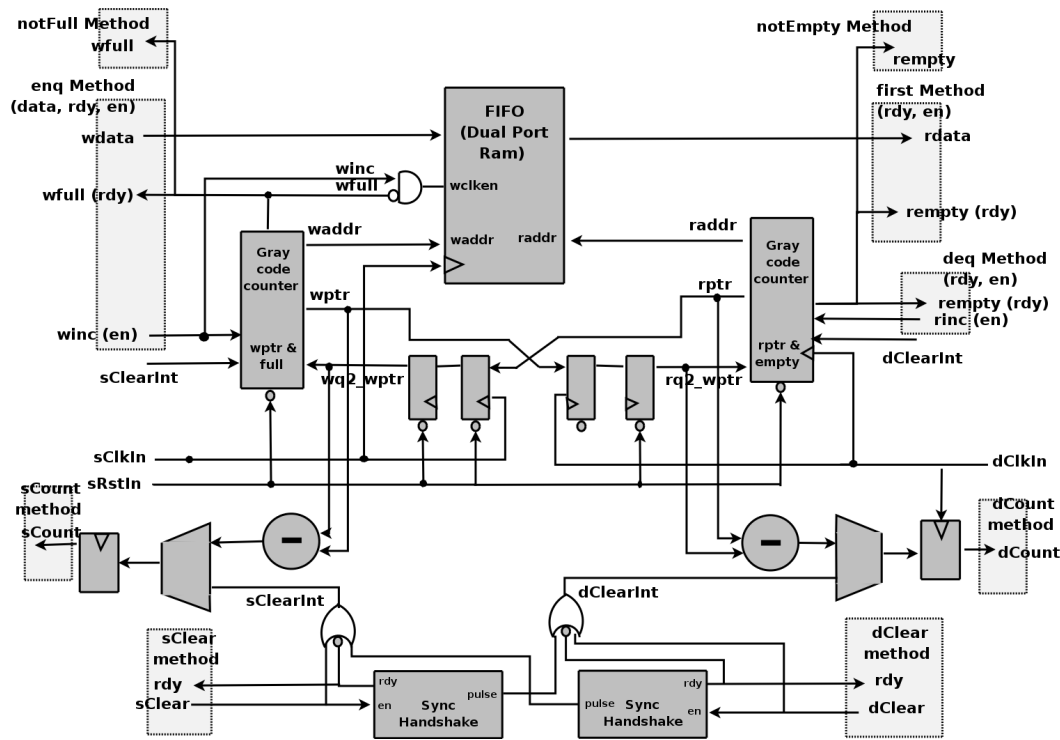 notFull Method
wfull
notEmpty Method
rempty
enq Method
(data, rdy, en)
wdata
FIFO
(Dual Port
Ram)
first Method
(rdy, en)
rdata
winc
wfull
wclken
wfull (rdy)
rempty (rdy)
waddr
waddr
raddr
raddr
Gray
code
counter
Gray
code
counter
deq Method
(rdy, en)
wptr
rptr
rempty (rdy)
rinc (en)
winc (en)
wptr &
full
rptr &
empty
dClearInt
sClearInt
wq2_wptr
rq2_wptr
sClkIn
dClkIn
sRstIn
sCount
method
sCount
dCount
method
dCount
sClearInt
dClearInt
sClear
method
rdy
sClear
rdy
en
pulse
Sync
Handshake
pulse
rdy
en
Sync
Handshake
dClear
method
rdy
dClear